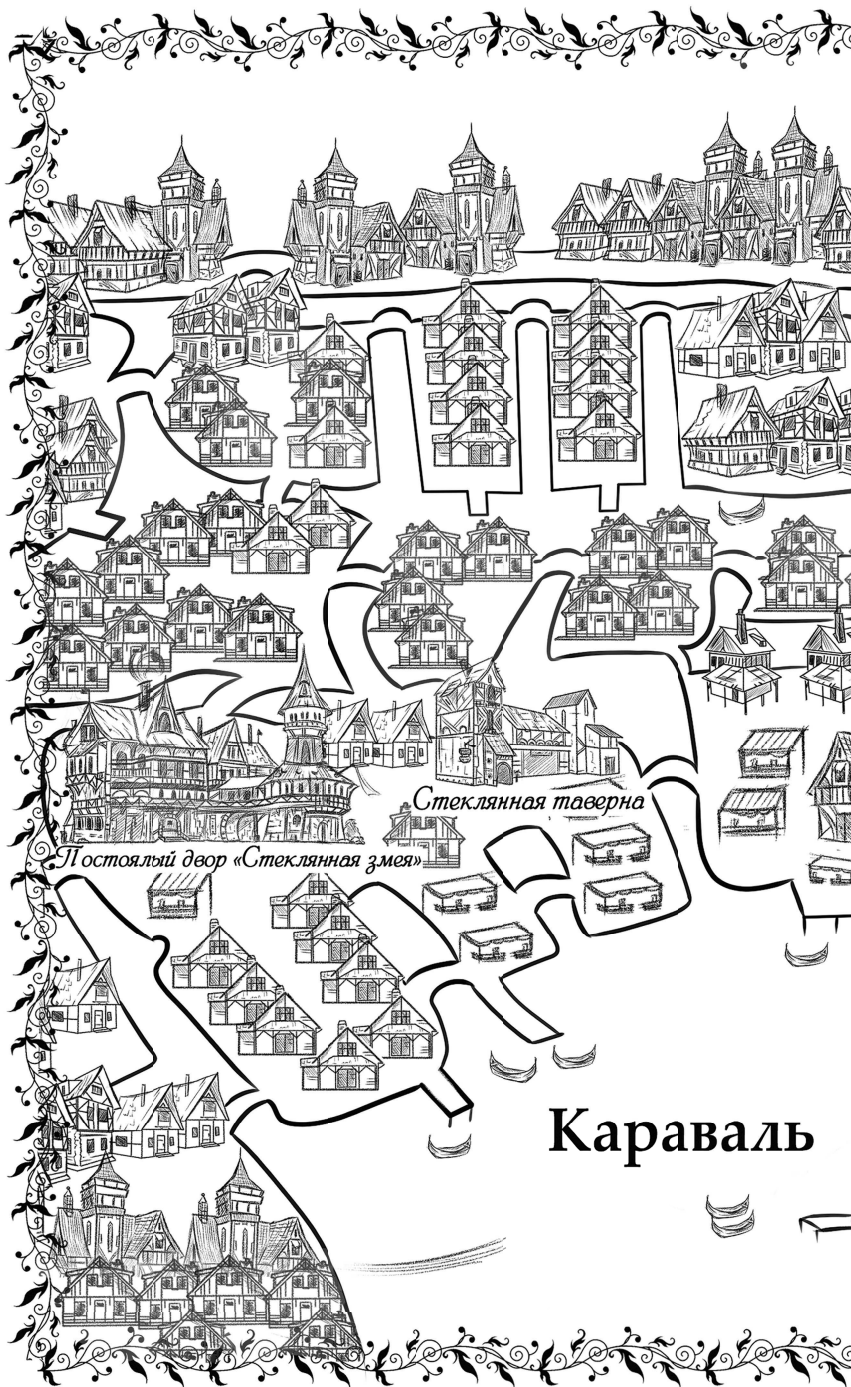 Стеклянная таверна
Постоялый двор «Стеклянная змея»
Караваль